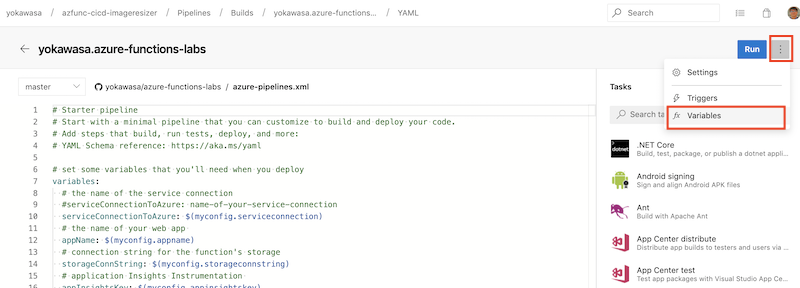 yokawasa / azfunc-cicd-imageresizer / Pipelines / Builds / yokawasa.azure-functions... / YAML
Search
yokawasa.azure-functions-labs
Run
Settings
Triggers
fx Variables
master
yokawasa/azure-functions-labs / azure-pipelines.xml
Tasks
Search ta
1 # Starter pipeline
2 # Start with a minimal pipeline that you can customize to build and deploy your code.
3 # Add steps that build, run tests, deploy, and more:
4 # YAML Schema reference: https://aka.ms/yaml
5
6 # set some variables that you'll need when you deploy
7 variables:
8 # the name of the service connection
9 #serviceConnectionToAzure: name-of-your-service-connection
10 serviceConnectionToAzure: $(myconfig.serviceconnection)
11 # the name of your web app
12 appName: $(myconfig.appname)
13 # connection string for the function's storage
14 storageConnString: $(myconfig.storageconnstring)
15 # application Insights Instrumentation
16 appInsightsKey: $(myconfig.appinsightskey)
dotnet
.NET Core
Build, test, package, or publish a dotnet applic...
Android signing
Sign and align Android APK files
Ant
Build with Apache Ant
App Center distribute
Distribute app builds to testers and users via ...
App Center test
Test app packages with Visual Studio App Cen...